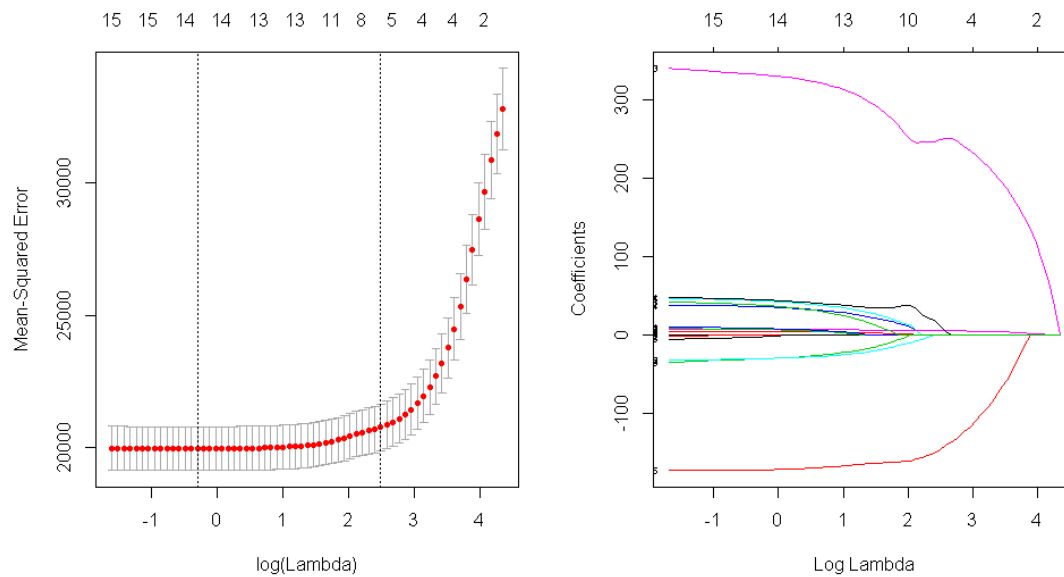 15 15 14 14 14 13 13 11 8 5 4 4 2
Mean-Squared Error
30000
25000
20000
-1 0 1 2 3 4
log(Lambda)
15 14 13 10 4 2
Coefficients
300
200
100
0
-100
-1 0 1 2 3 4
Log Lambda